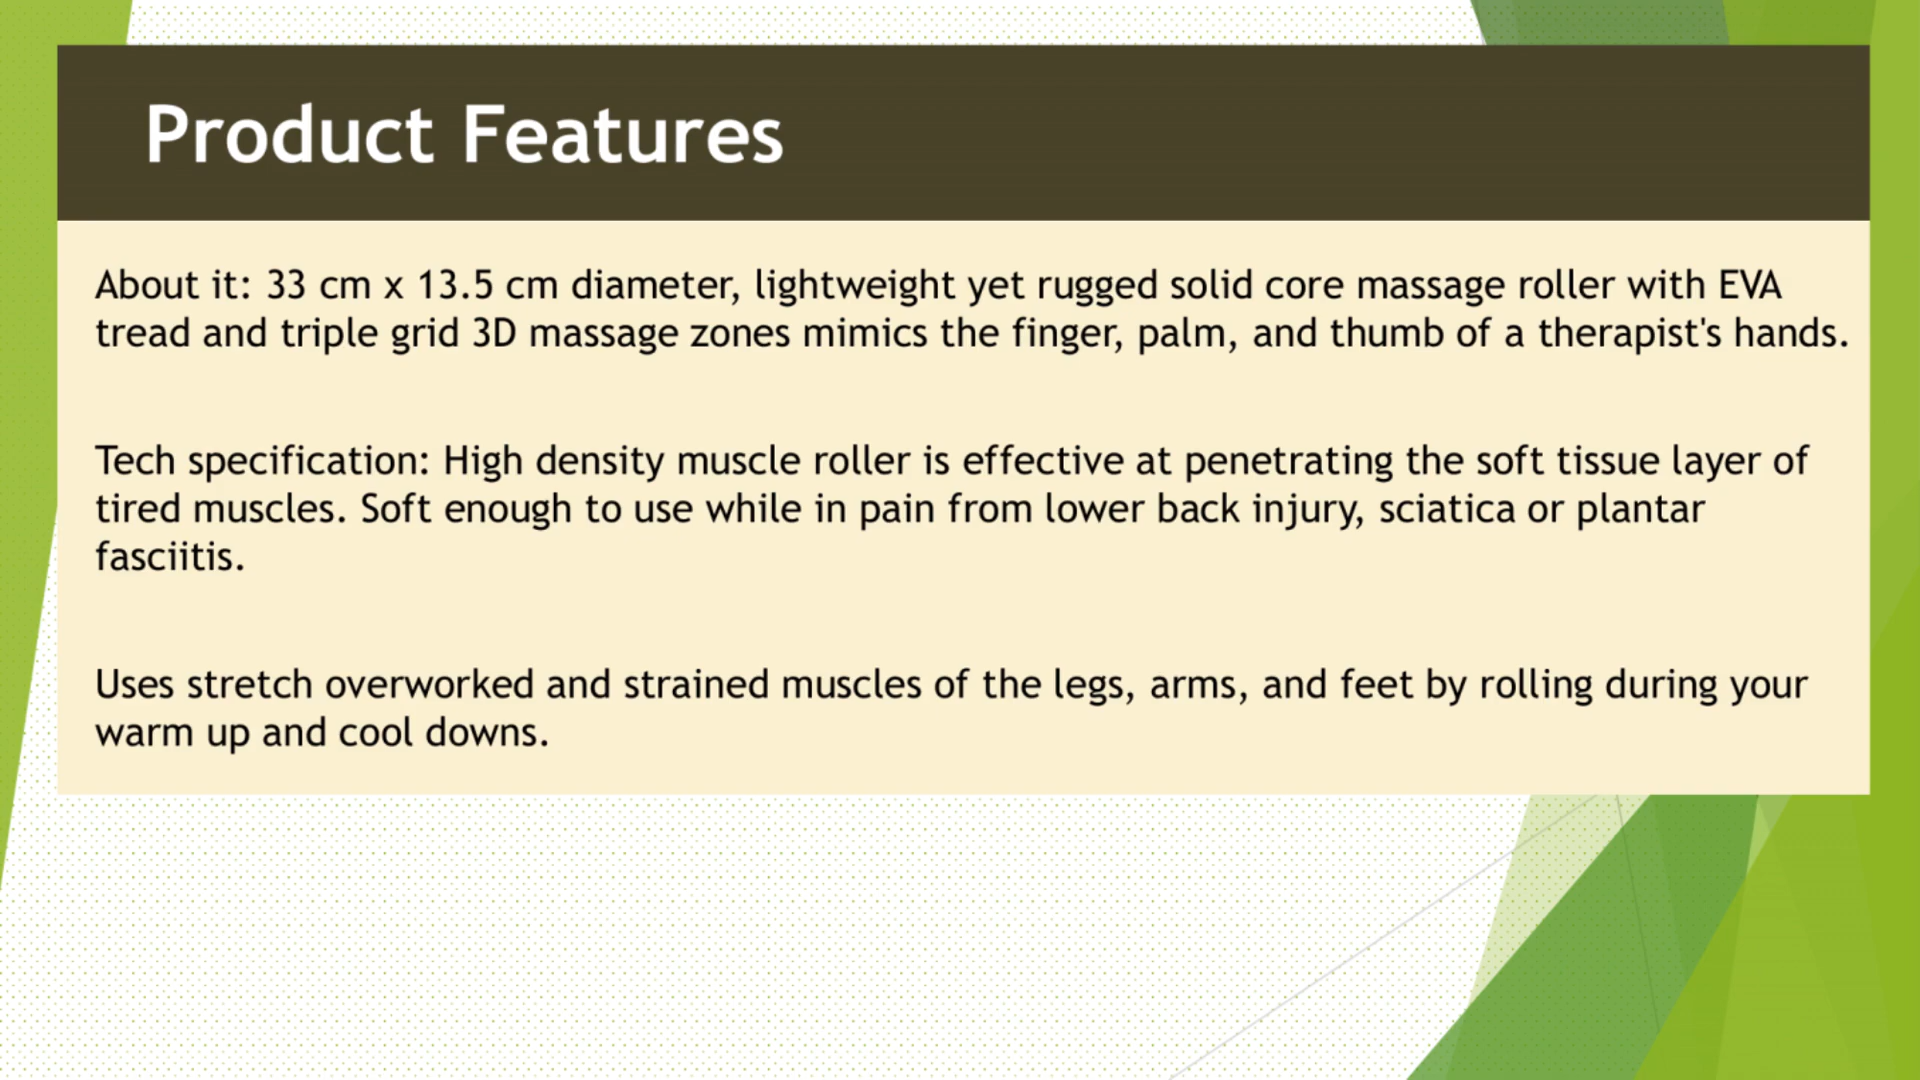 Product Features
About it: 33 cm x 13.5 cm diameter, lightweight yet rugged solid core massage roller with EVA
tread and triple grid 3D massage zones mimics the finger, palm, and thumb of a therapist's hands.
Tech specification: High density muscle roller is effective at penetrating the soft tissue layer of
tired muscles. Soft enough to use while in pain from lower back injury, sciatica or plantar
fasciitis.
Uses stretch overworked and strained muscles of the legs, arms, and feet by rolling during your
warm up and cool downs.